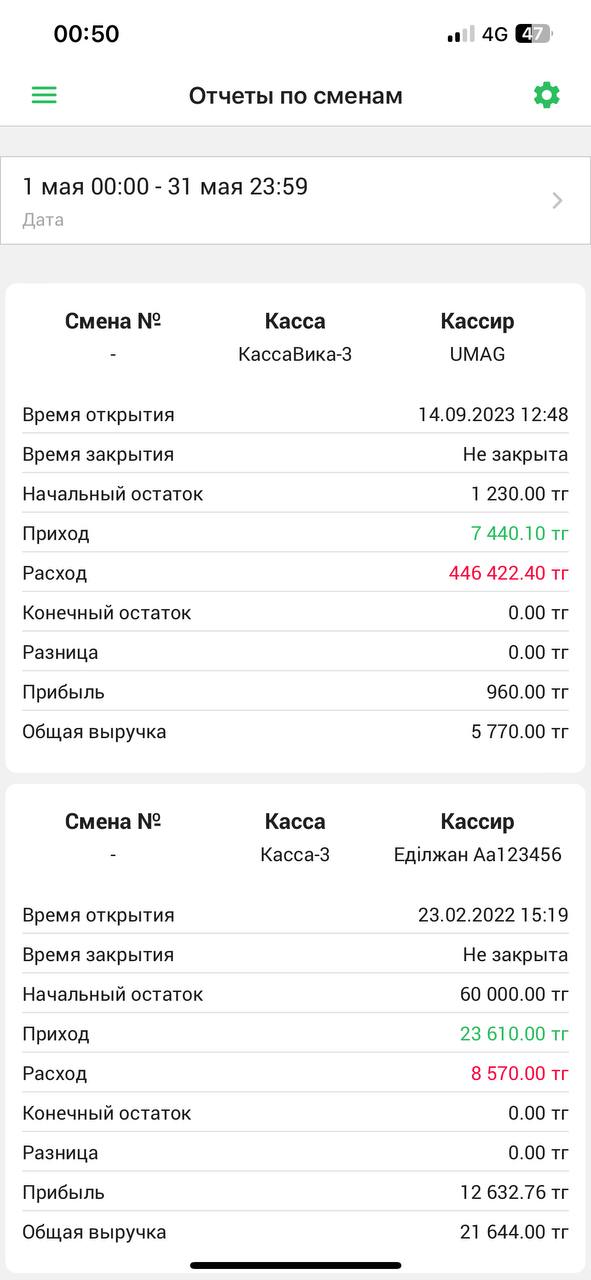 00:50 4G 47
Отчеты по сменам
1 мая 00:00 - 31 мая 23:59
Дата
Смена № Касса Кассир
- КассаВика-3 UMAG
Время открытия 14.09.2023 12:48
Время закрытия Не закрыта
Начальный остаток 1 230.00 тг
Приход 7 440.10 тг
Расход 446 422.40 тг
Конечный остаток 0.00 тг
Разница 0.00 тг
Прибыль 960.00 тг
Общая выручка 5 770.00 тг
Смена № Касса Кассир
- Касса-3 Еділжан Aa123456
Время открытия 23.02.2022 15:19
Время закрытия Не закрыта
Начальный остаток 60 000.00 тг
Приход 23 610.00 тг
Расход 8 570.00 тг
Конечный остаток 0.00 тг
Разница 0.00 тг
Прибыль 12 632.76 тг
Общая выручка 21 644.00 тг